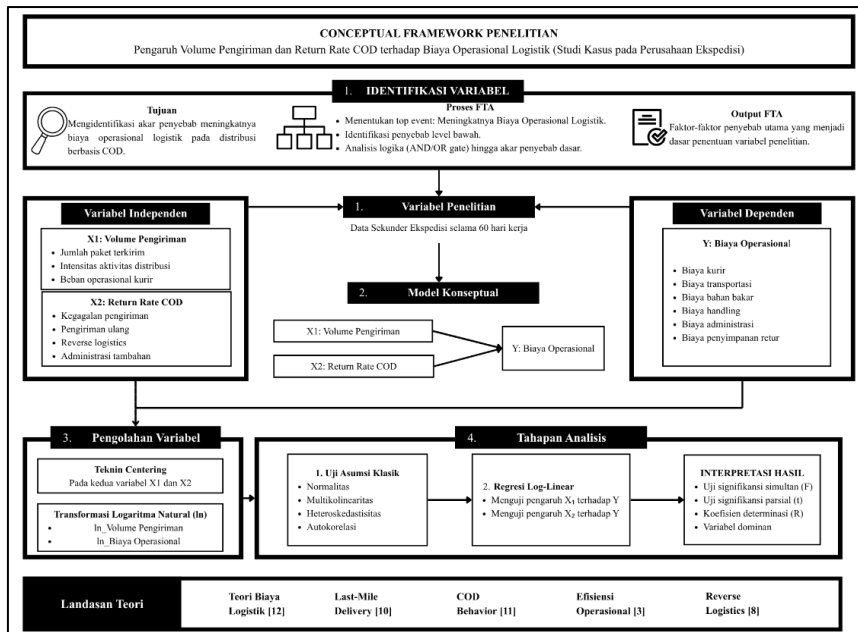 CONCEPTUAL FRAMEWORK PENELITIAN
Pengaruh Volume Pengiriman dan Return Rate COD terhadap Biaya Operasional Logistik (Studi Kasus pada Perusahaan Ekspedisi)
1. IDENTIFIKASI VARIABEL
Tujuan
Mengidentifikasi akar penyebab meningkatnya
biaya operasional logistik pada distribusi
berbasis COD.
Proses FTA
• Menentukan top event: Meningkatnya Biaya Operasional Logistik.
• Identifikasi penyebab level bawah.
• Analisis logika (AND/OR gate) hingga akar penyebab dasar.
Output FTA
Faktor-faktor penyebab utama yang menjadi
dasar penentuan variabel penelitian.
Variabel Independen
X1: Volume Pengiriman
• Jumlah paket terkirim
• Intensitas aktivitas distribusi
• Beban operasional kurir
X2: Return Rate COD
• Kegagalan pengiriman
• Pengiriman ulang
• Reverse logistics
• Administrasi tambahan
1. Variabel Penelitian
Data Sekunder Ekspedisi selama 60 hari kerja
2. Model Konseptual
X1: Volume Pengiriman
X2: Return Rate COD
Y: Biaya Operasional
Variabel Dependen
Y: Biaya Operasional
• Biaya kurir
• Biaya transportasi
• Biaya bahan bakar
• Biaya handling
• Biaya administrasi
• Biaya penyimpanan retur
3. Pengolahan Variabel
Teknin Centering
Pada kedua variabel X1 dan X2
Transformasi Logaritma Natural (ln)
• ln_Volume Pengiriman
• ln_Biaya Operasional
4. Tahapan Analisis
1. Uji Asumsi Klasik
• Normalitas
• Multikolinearitas
• Heteroskedastisitas
• Autokorelasi
2. Regresi Log-Linear
• Menguji pengaruh X₁ terhadap Y
• Menguji pengaruh X₂ terhadap Y
INTERPRETASI HASIL
• Uji signifikansi simultan (F)
• Uji signifikansi parsial (t)
• Koefisien determinasi (R)
• Variabel dominan
Landasan Teori
Teori Biaya
Logistik [12]
Last-Mile
Delivery [10]
COD
Behavior [11]
Efisiensi
Operasional [3]
Reverse
Logistics [8]